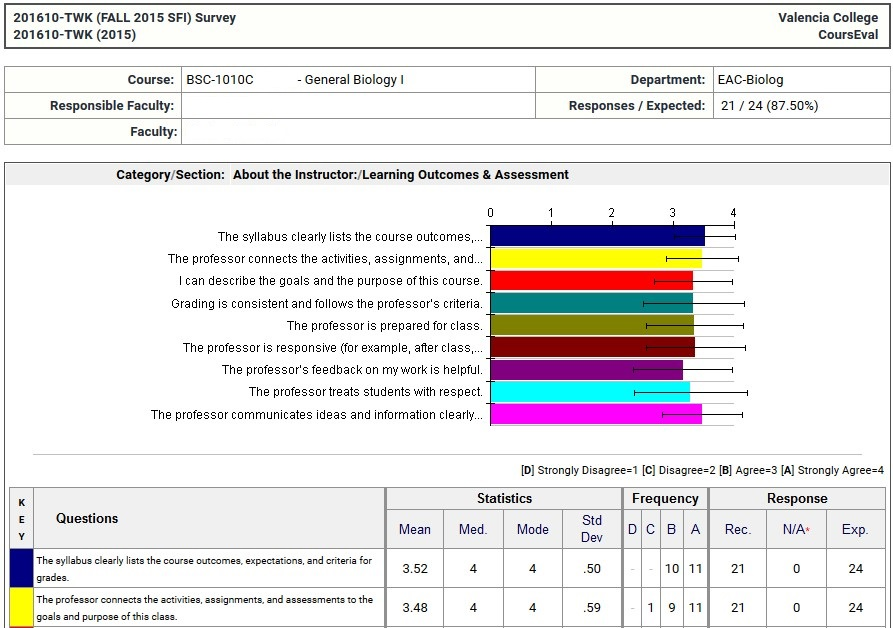 201610-TWK (FALL 2015 SFI) Survey
Valencia College
201610-TWK (2015)
CoursEval
Course: BSC-1010C - General Biology I
Department: EAC-Biolog
Responsible Faculty:
Responses / Expected: 21 / 24 (87.50%)
Faculty:
Category/Section: About the Instructor:/Learning Outcomes & Assessment
0 1 2 3 4
The syllabus clearly lists the course outcomes,...
The professor connects the activities, assignments, and...
I can describe the goals and the purpose of this course.
Grading is consistent and follows the professor's criteria.
The professor is prepared for class.
The professor is responsive (for example, after class,...
The professor's feedback on my work is helpful.
The professor treats students with respect.
The professor communicates ideas and information clearly...
[D] Strongly Disagree=1 [C] Disagree=2 [B] Agree=3 [A] Strongly Agree=4
KEY
Questions
Statistics Frequency Response
Mean Med. Mode Std Dev D C B A Rec. N/A* Exp.
The syllabus clearly lists the course outcomes, expectations, and criteria for
grades.
3.52 4 4 .50 - - 10 11 21 0 24
The professor connects the activities, assignments, and assessments to the
goals and purpose of this class.
3.48 4 4 .59 - 1 9 11 21 0 24